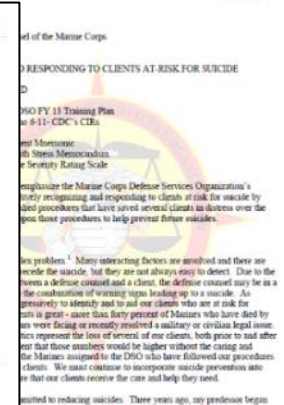 el of the Marine Corps
RESPONDING TO CLIENTS AT-RISK FOR SUICIDE
D
DSO FY 13 Training Plan
6-11- CDC's CIRs
ent Mnemonic
Stress Memorandum
e Severity Rating Scale
emphasize the Marine Corps Defense Services Organization's
tively recognizing and responding to clients at risk for suicide by
shed procedures that have saved several clients in distress over the
upon those procedures to help prevent future suicides.
lex problem.1 Many interacting factors are involved and there are
recede the suicide, but they are not always easy to detect. Due to the
tween a defense counsel and a client, the defense counsel may be in a
the combination of warning signs leading up to a suicide. As
gressively to identify and to aid our clients who are at risk for
ents is great - more than forty percent of Marines who have died by
rs were facing or recently resolved a military or civilian legal issue.
tics represent the loss of several of our clients, both prior to and after
ent that those numbers would be higher without the caring and
the Marines assigned to the DSO who have followed our procedures
clients. We must continue to incorporate suicide prevention into
re that our clients receive the care and help they need.
mitted to reducing suicides. Three years ago, my predecessor began